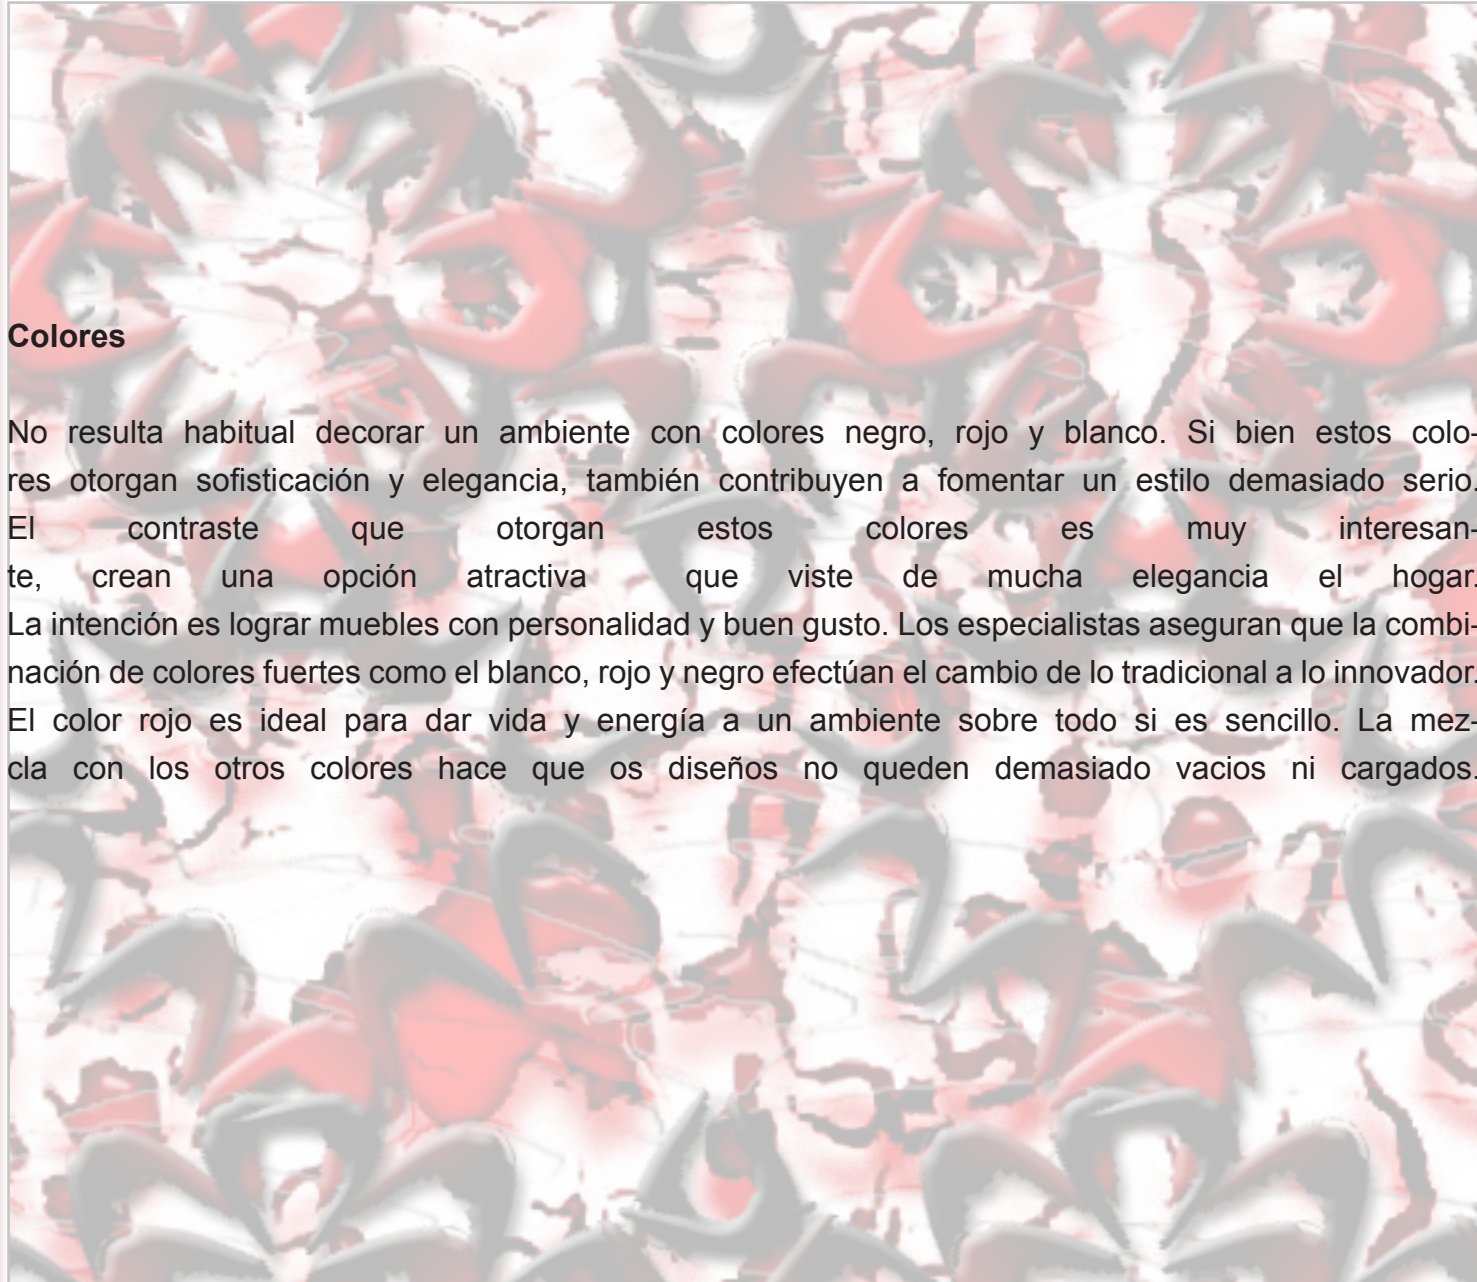 Colores
No resulta habitual decorar un ambiente con colores negro, rojo y blanco. Si bien estos colo-
res otorgan sofisticación y elegancia, también contribuyen a fomentar un estilo demasiado serio.
El contraste que otorgan estos colores es muy interesan-
te, crean una opción atractiva que viste de mucha elegancia el hogar.
La intención es lograr muebles con personalidad y buen gusto. Los especialistas aseguran que la combi-
nación de colores fuertes como el blanco, rojo y negro efectúan el cambio de lo tradicional a lo innovador.
El color rojo es ideal para dar vida y energía a un ambiente sobre todo si es sencillo. La mez-
cla con los otros colores hace que os diseños no queden demasiado vacios ni cargados.